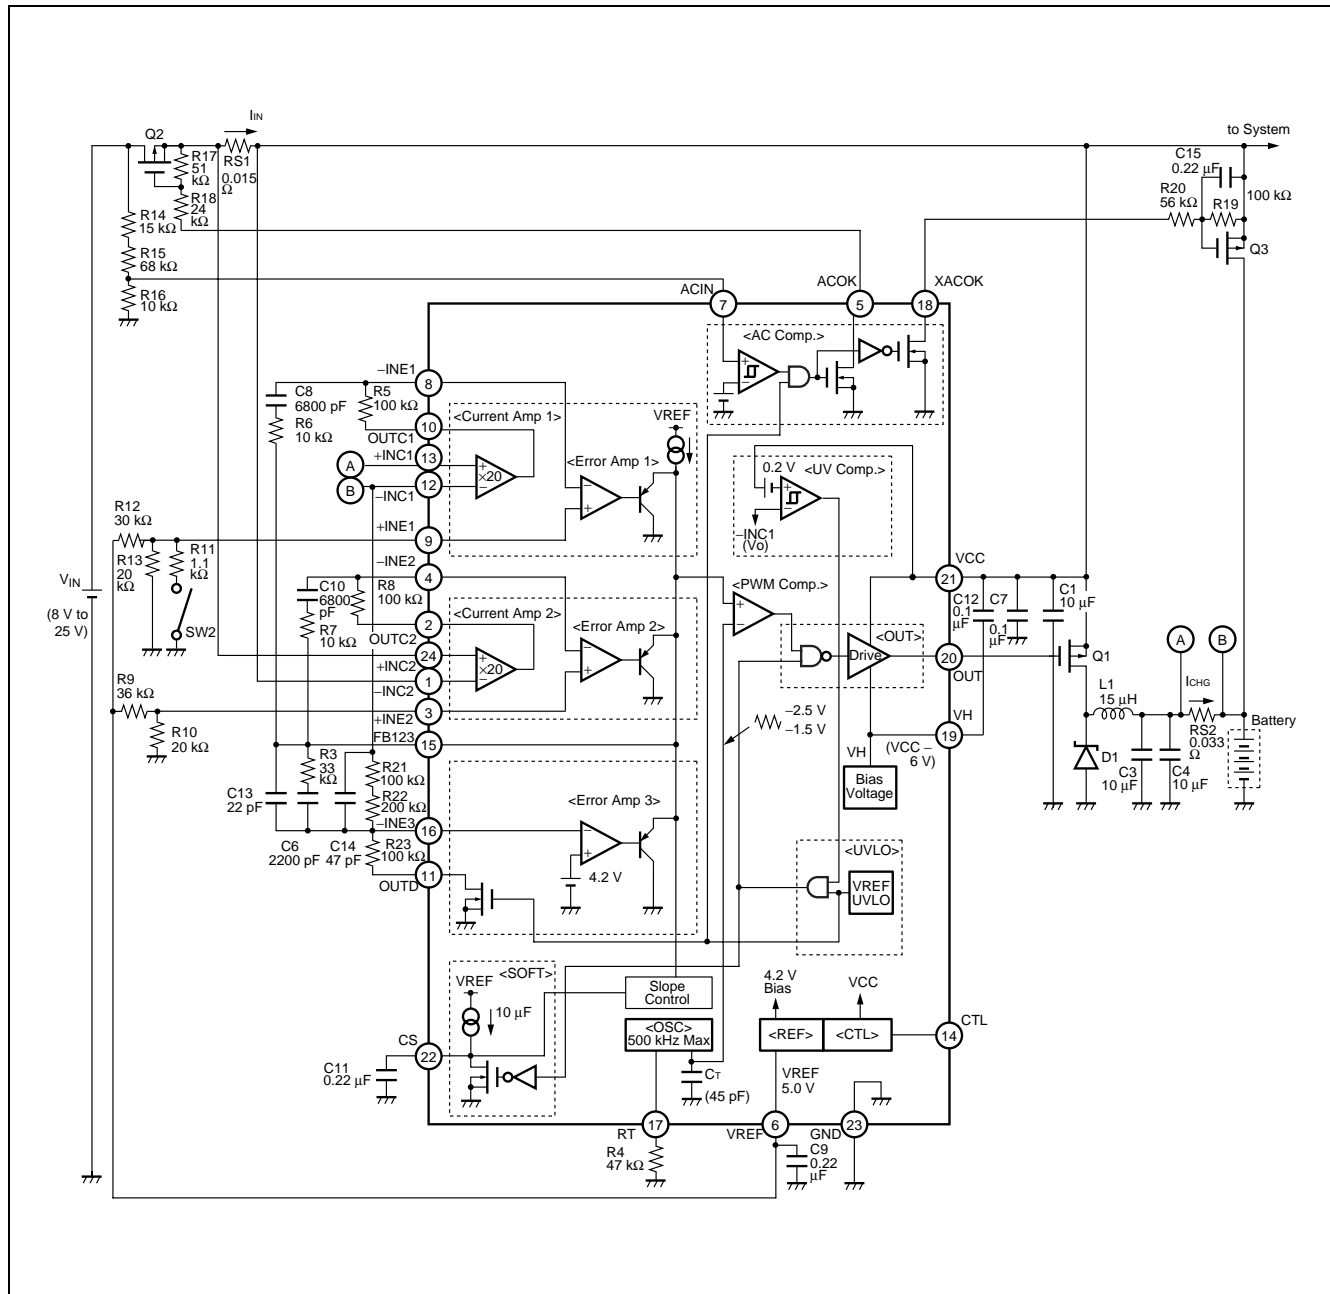 IIN
to System
Q2
R17
51
kΩ
RS1
0.015
Ω
R18
24
kΩ
R14
15 kΩ
R15
68 kΩ
R16
10 kΩ
C15
0.22 µF
R20
56 kΩ
100 kΩ
R19
Q3
ACIN
7
ACOK
5
XACOK
18
<AC Comp.>
+
−
−INE1
8
C8
6800 pF
R5
100 kΩ
R6
10 kΩ
10
OUTC1
+INC1
13
A
B
12
−INC1
<Current Amp 1>
+
×20
−
<Error Amp 1>
−
+
VREF
0.2 V
<UV Comp.>
+
−
−INC1
(Vo)
R12
30 kΩ
+INE1
9
R13
20
kΩ
R11
1.1
kΩ
SW2
VIN
(8 V to
25 V)
−INE2
4
C10
6800
pF
R8
100 kΩ
R7
10 kΩ
2
OUTC2
24
+INC2
1
−INC2
<Current Amp 2>
+
×20
−
<Error Amp 2>
−
+
<PWM Comp.>
+
−
<OUT>
Drive
VCC
21
C12
0.1
µF
C7
0.1
µF
C1
10 µF
20
OUT
Q1
A
B
ICHG
L1
15 µH
RS2
0.033
Ω
Battery
D1
C3
10 µF
C4
10 µF
VH
19
(VCC −
6 V)
VH
Bias
Voltage
−2.5 V
−1.5 V
R9
36 kΩ
R10
20 kΩ
3
+INE2
FB123
15
R3
33
kΩ
R21
100 kΩ
R22
200 kΩ
C13
22 pF
−INE3
16
C6
2200 pF
C14
47 pF
R23
100 kΩ
11
OUTD
<Error Amp 3>
−
+
4.2 V
<UVLO>
VREF
UVLO
<SOFT>
VREF
10 µF
CS
22
C11
0.22 µF
Slope
Control
<OSC>
500 kHz Max
CT
(45 pF)
4.2 V
Bias
VCC
<REF>
<CTL>
VREF
5.0 V
CTL
14
17
RT
R4
47 kΩ
6
VREF
C9
0.22
µF
GND
23